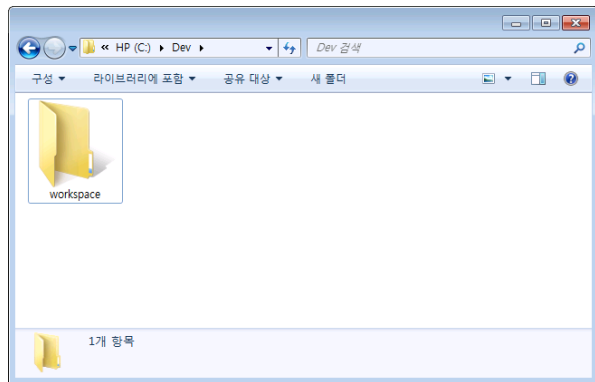 « HP (C:) ▸ Dev ▸ Dev 검색
구성 ▼ 라이브러리에 포함 ▼ 공유 대상 ▼ 새 폴더
workspace
1개 항목